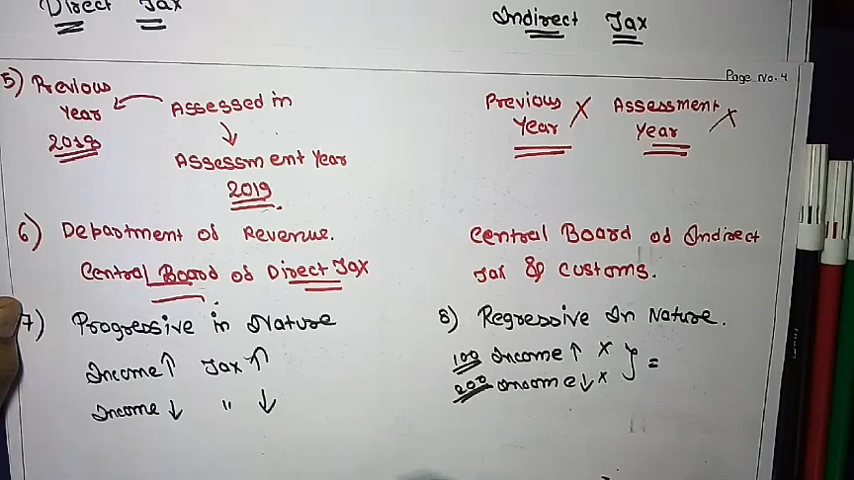 Direct Tax
Indirect Tax
Page No. 4
5) Previous Year
2018
Assessed in
Assessment Year
2019
Previous Year ×
Assessment Year ×
6) Department of Revenue.
Central Board of Direct Tax
Central Board of Indirect
Tax & customs.
7) Progressive in Nature
Income ↑ Tax ↑
Income ↓ " ↓
8) Regressive In Nature.
100 Income ↑ ×
200 Income ↓ × } =